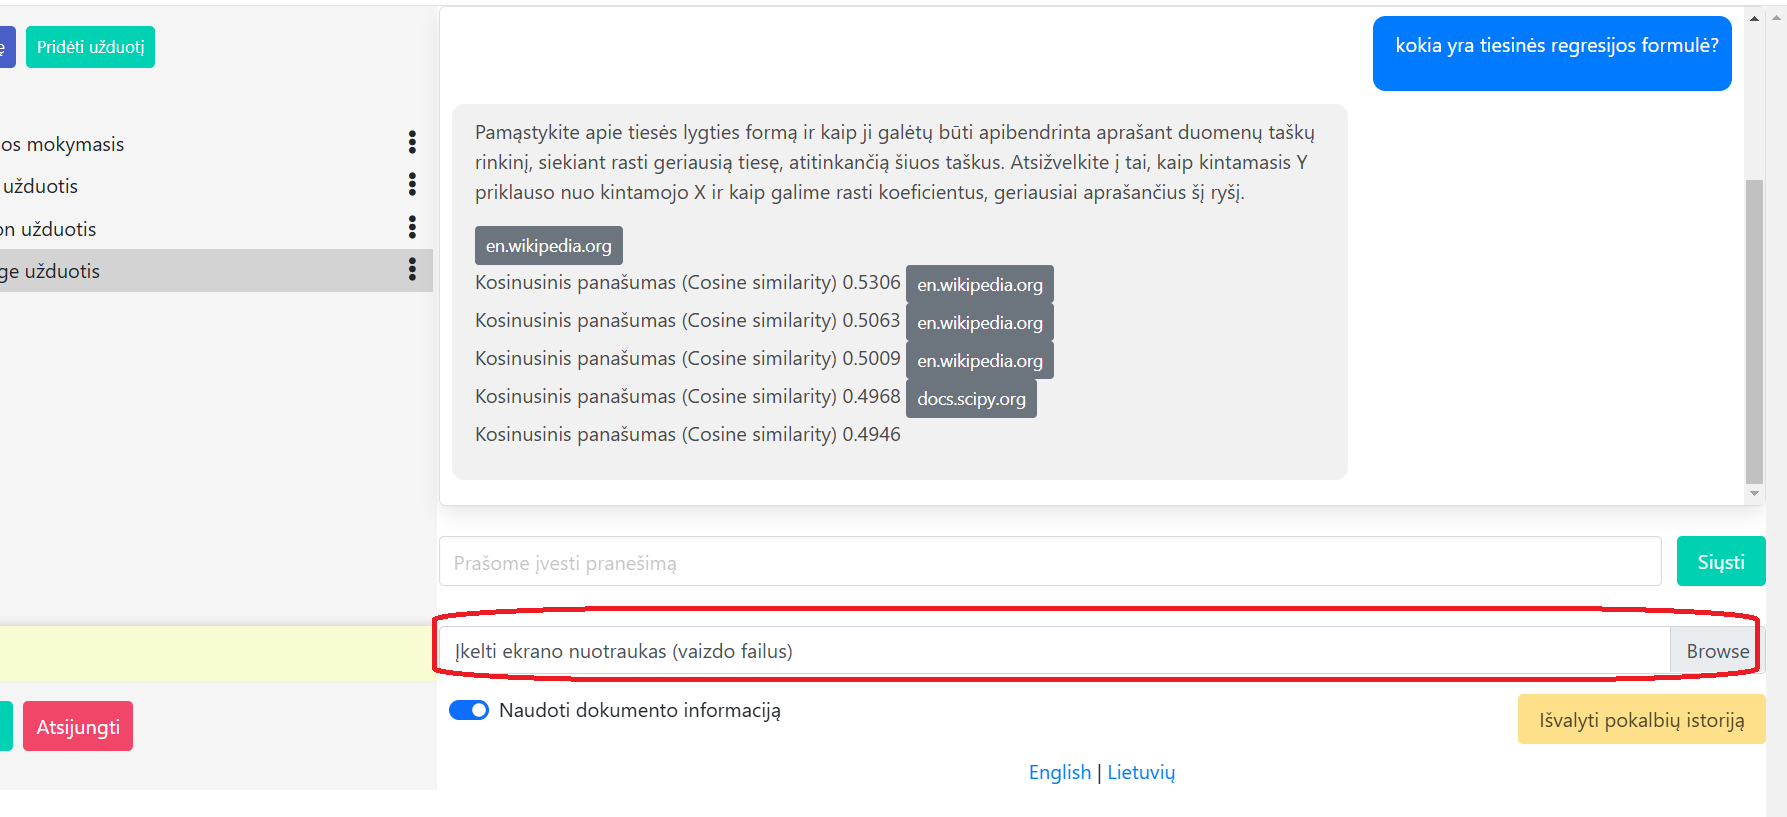 ę
Pridėti užduotį
os mokymasis
užduotis
on užduotis
ge užduotis
Atsijungti
kokia yra tiesinės regresijos formulė?
Pamąstykite apie tiesės lygties formą ir kaip ji galėtų būti apibendrinta aprašant duomenų taškų
rinkinį, siekiant rasti geriausią tiesę, atitinkančią šiuos taškus. Atsižvelkite į tai, kaip kintamasis Y
priklauso nuo kintamojo X ir kaip galime rasti koeficientus, geriausiai aprašančius šį ryšį.
en.wikipedia.org
Kosinusinis panašumas (Cosine similarity) 0.5306 en.wikipedia.org
Kosinusinis panašumas (Cosine similarity) 0.5063 en.wikipedia.org
Kosinusinis panašumas (Cosine similarity) 0.5009 en.wikipedia.org
Kosinusinis panašumas (Cosine similarity) 0.4968 docs.scipy.org
Kosinusinis panašumas (Cosine similarity) 0.4946
Prašome įvesti pranešimą
Siųsti
Įkelti ekrano nuotraukas (vaizdo failus)
Browse
Naudoti dokumento informaciją
Išvalyti pokalbių istoriją
English | Lietuvių